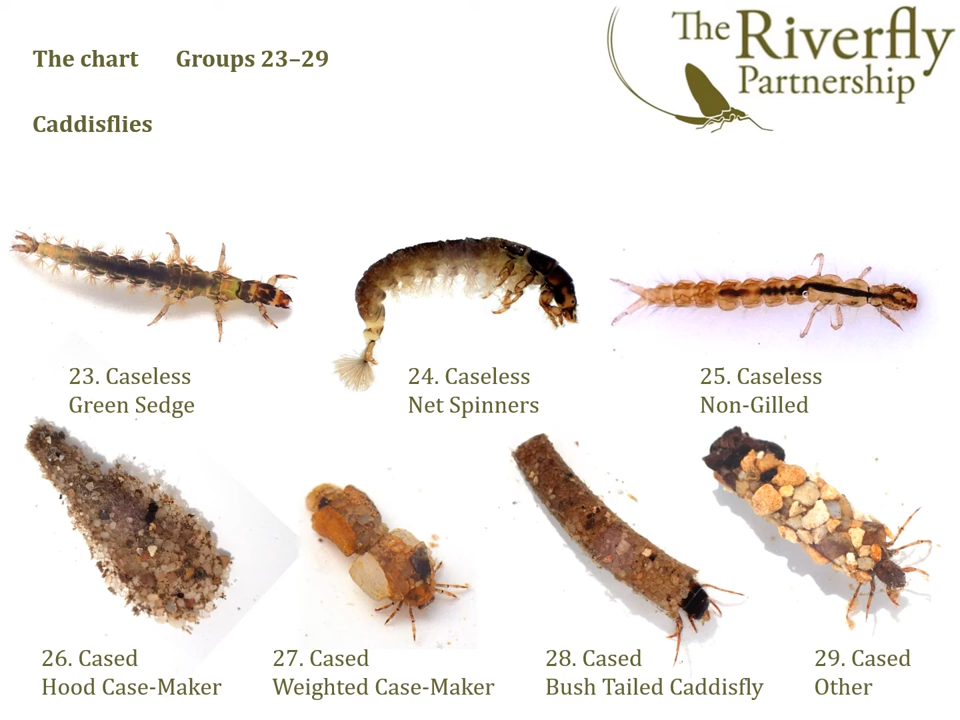 The chart Groups 23–29
The Riverfly
Partnership
Caddisflies
23. Caseless
Green Sedge
24. Caseless
Net Spinners
25. Caseless
Non-Gilled
26. Cased
Hood Case-Maker
27. Cased
Weighted Case-Maker
28. Cased
Bush Tailed Caddisfly
29. Cased
Other